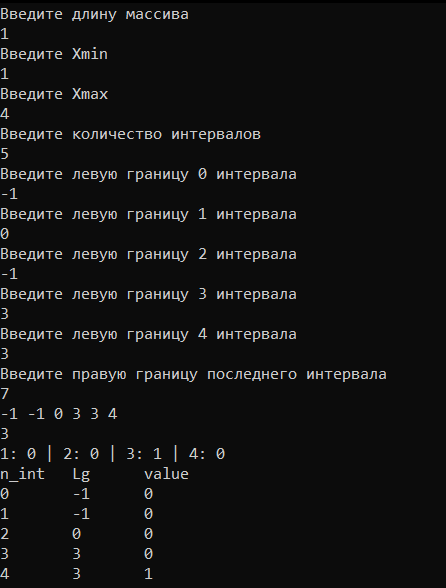 Введите длину массива
1
Введите Xmin
1
Введите Xmax
4
Введите количество интервалов
5
Введите левую границу 0 интервала
-1
Введите левую границу 1 интервала
0
Введите левую границу 2 интервала
-1
Введите левую границу 3 интервала
3
Введите левую границу 4 интервала
3
Введите правую границу последнего интервала
7
-1 -1 0 3 3 4
3
1: 0 | 2: 0 | 3: 1 | 4: 0
n_int Lg value
0 -1 0
1 -1 0
2 0 0
3 3 0
4 3 1